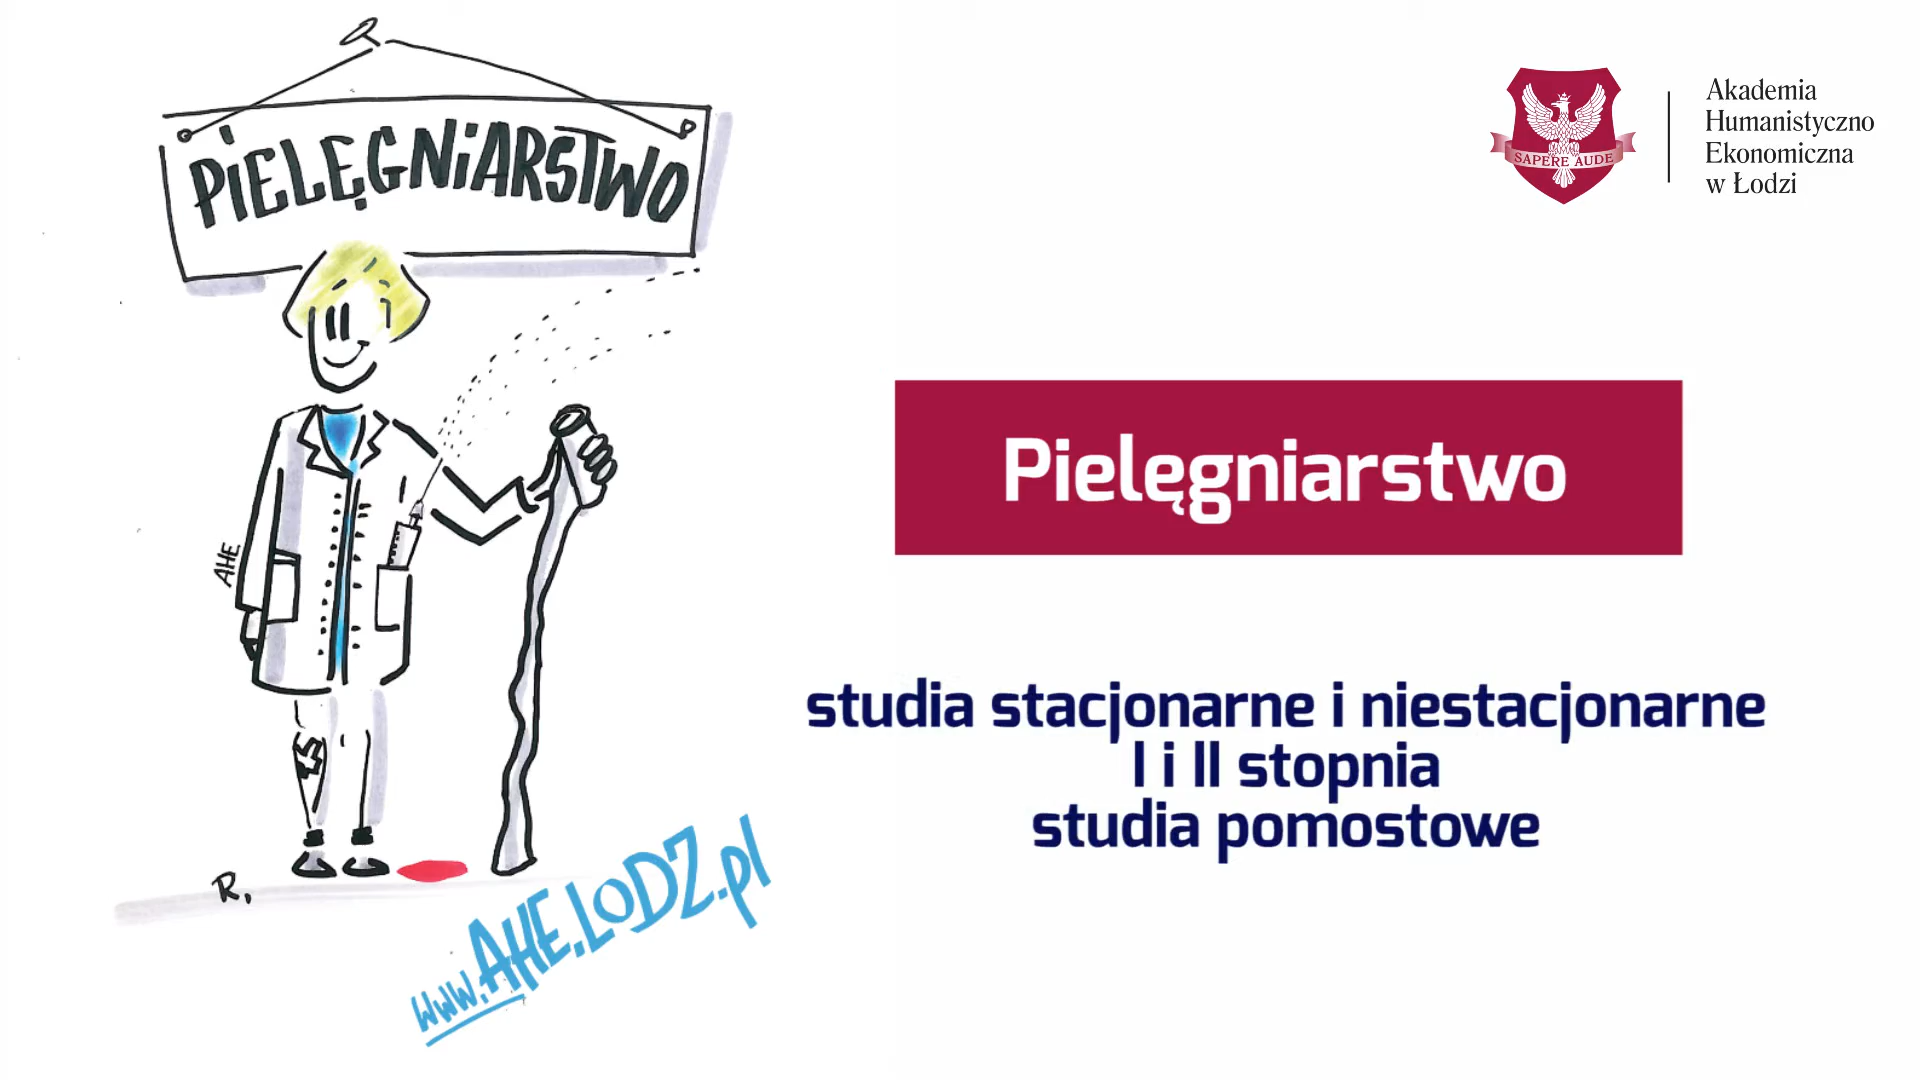 PiELĘGNiARSTWO
AHE
R.
www.AHE.LODZ.pl
SAPERE AUDE
Akademia
Humanistyczno
Ekonomiczna
w Łodzi
Pielęgniarstwo
studia stacjonarne i niestacjonarne
I i II stopnia
studia pomostowe